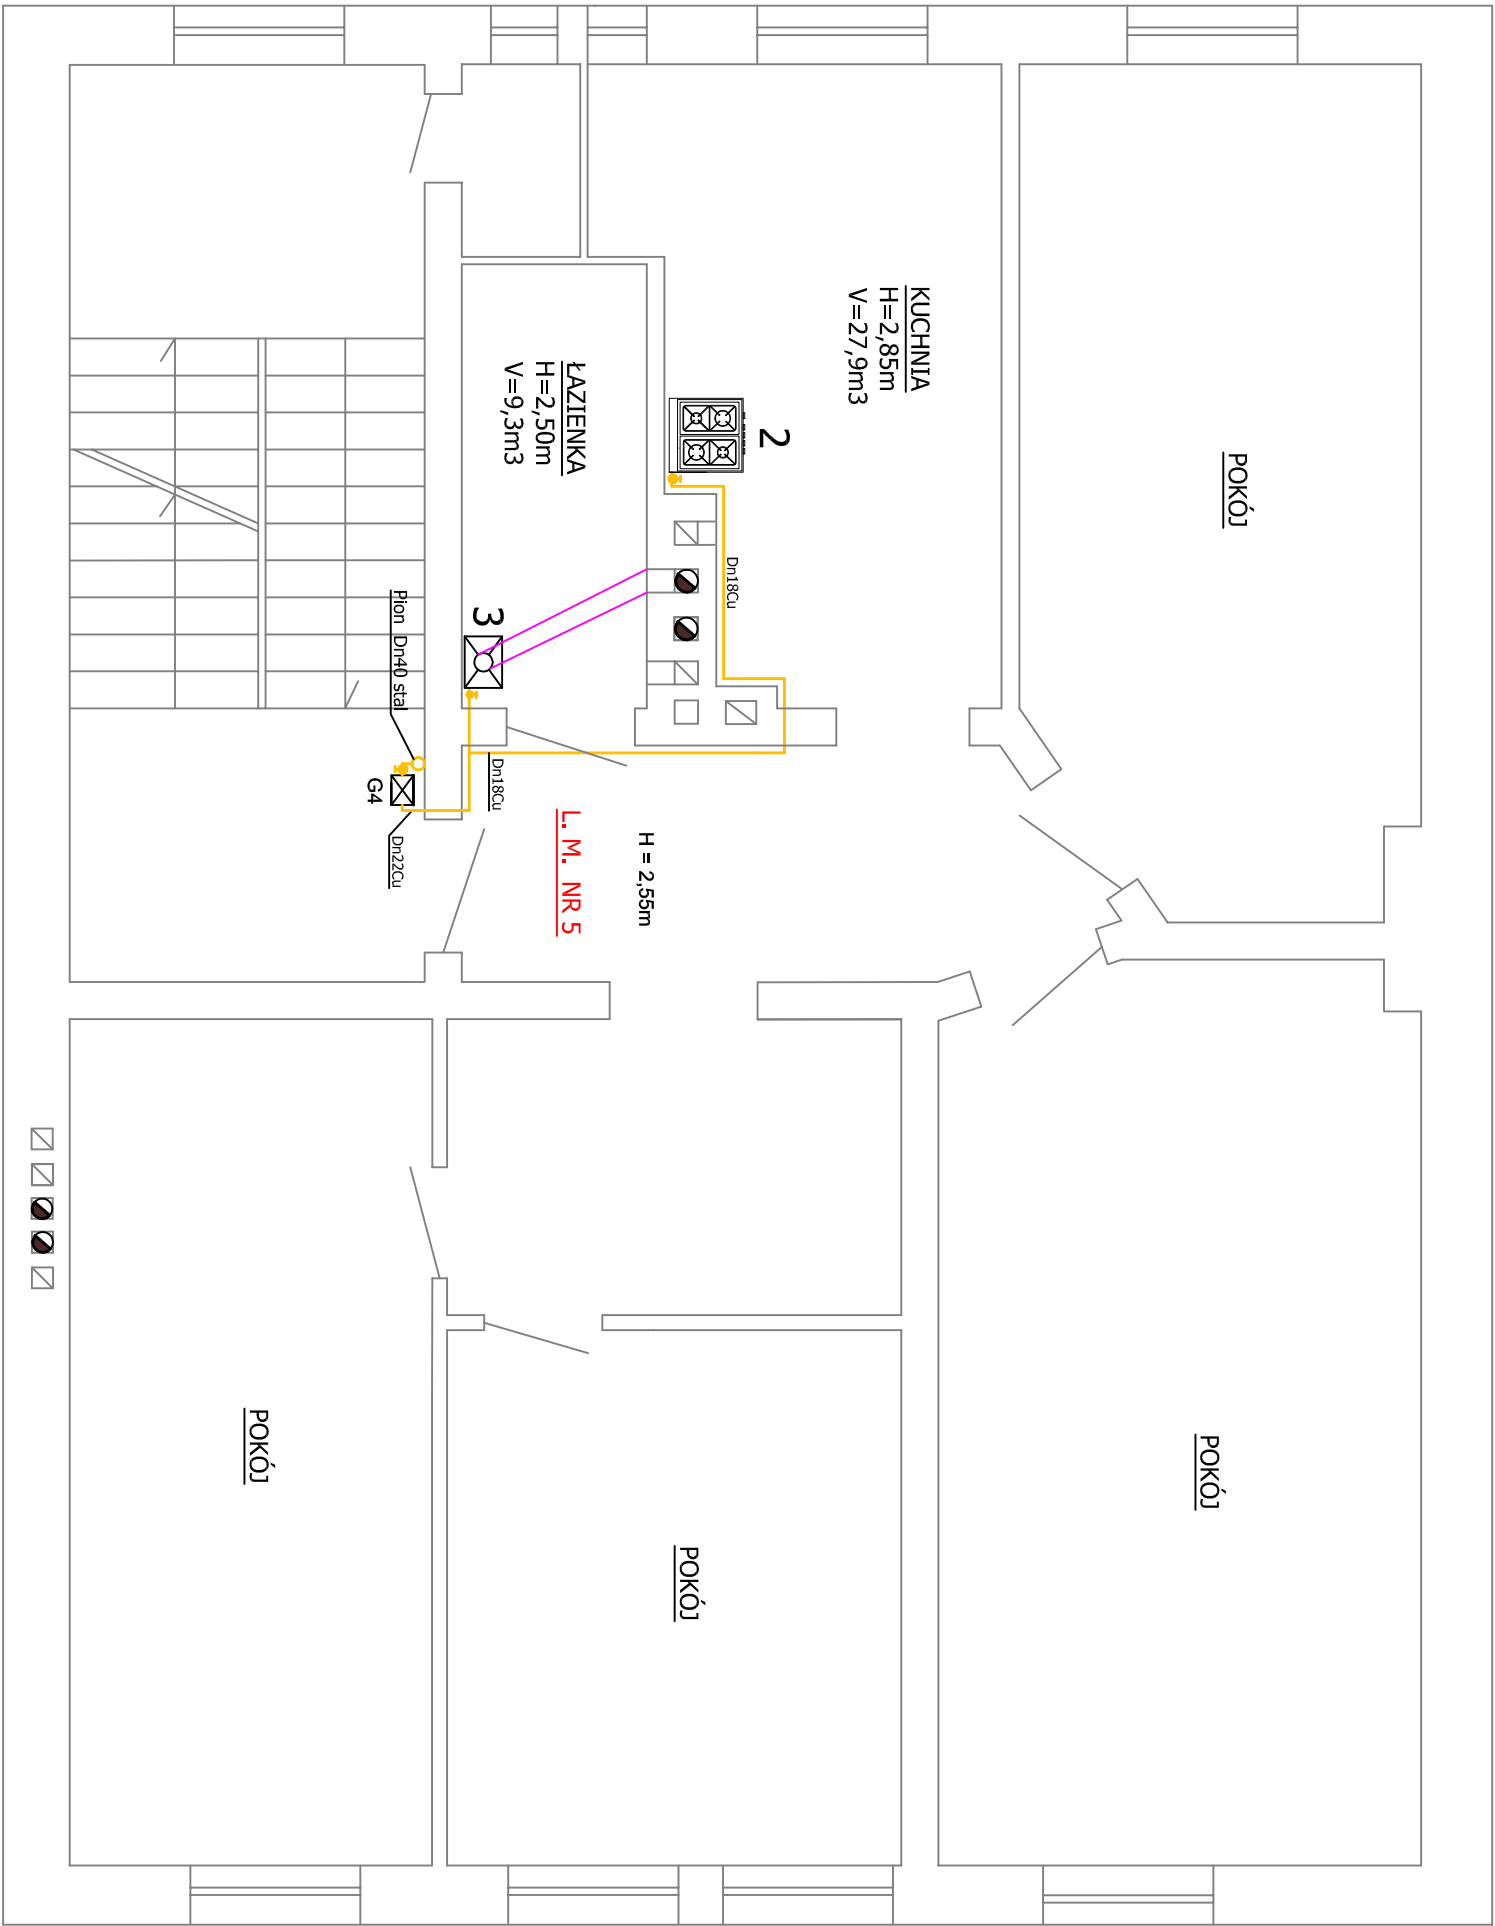 KUCHNIA
H=2,85m
V=27,9m3
POKÓJ
2
ŁAZIENKA
H=2,50m
V=9,3m3
Dn18Cu
3
Pion Dn40 stal
G4
Dn18Cu
Dn22Cu
L. M. NR 5
H = 2,55m
POKÓJ
POKÓJ
POKÓJ